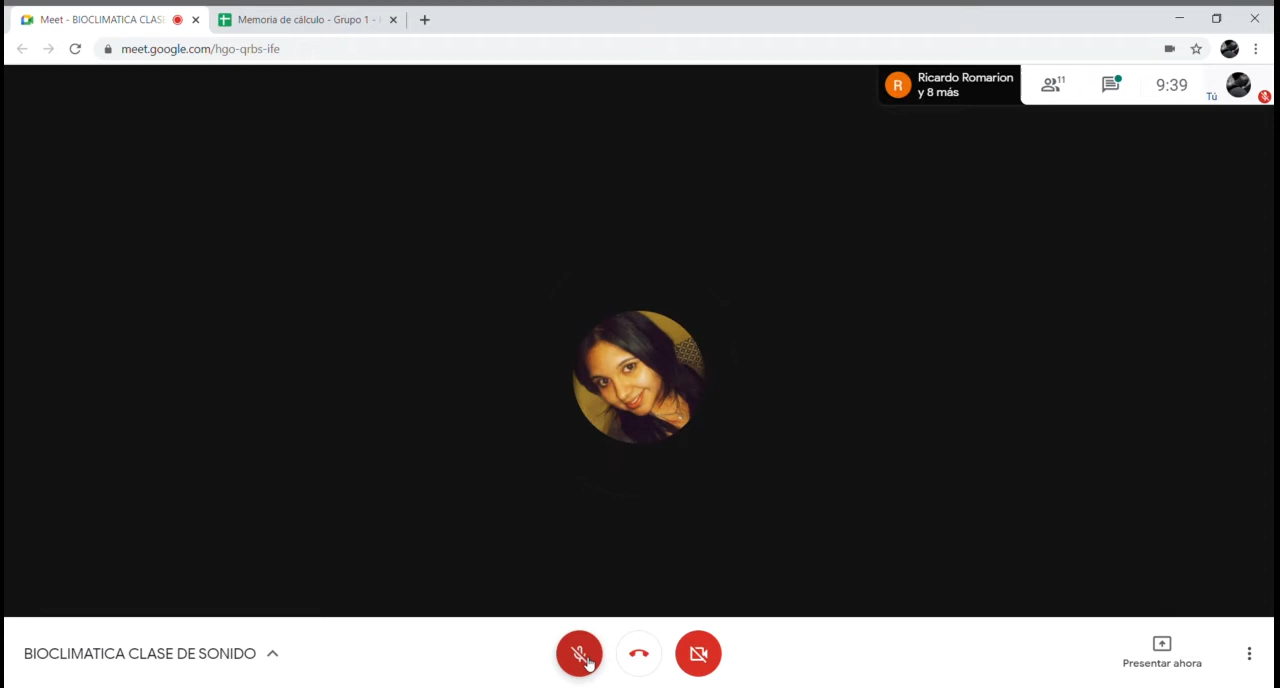 Meet - BIOCLIMATICA CLAS
Memoria de cálculo - Grupo 1 -
meet.google.com/hgo-qrbs-ife
R
Ricardo Romarion
y 8 más
11
9:39
Tú
BIOCLIMATICA CLASE DE SONIDO
Presentar ahora